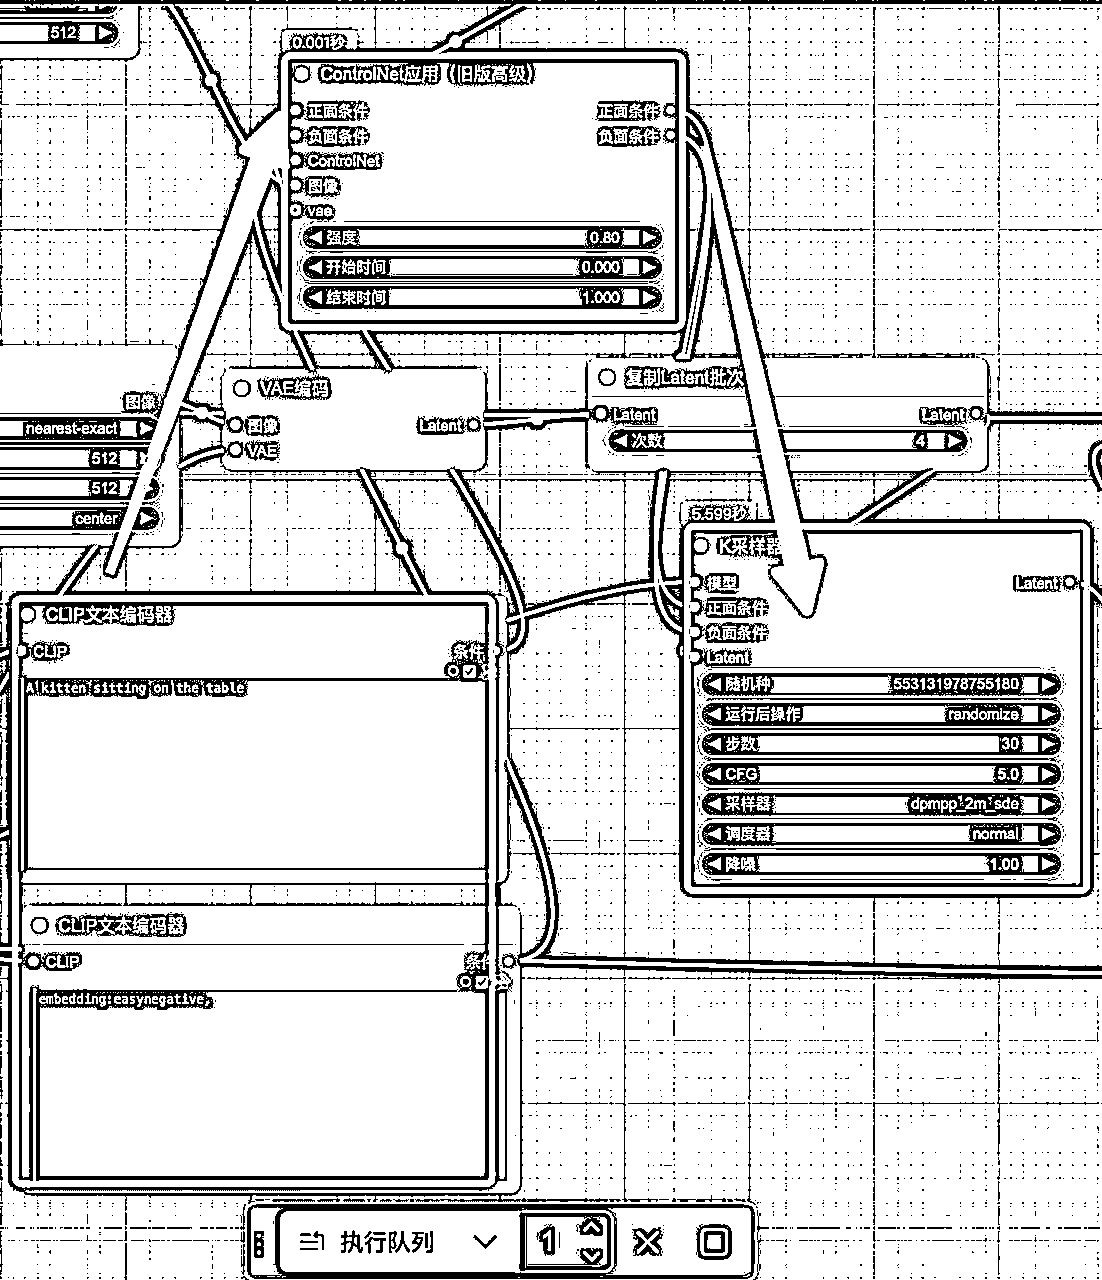 512
0.001秒
ControlNet应用（旧版高级）
正面条件 正面条件
负面条件 负面条件
ControlNet
图像
vae
强度 0.80
开始时间 0.000
结束时间 1.000
图像
nearest-exact
512
512
center
VAE编码
图像 Latent
VAE
复制Latent批次
Latent Latent
次数 4
5.599秒
K采样器
模型 Latent
正面条件
负面条件
Latent
随机种 553131978755180
运行后操作 randomize
步数 30
CFG 5.0
采样器 dpmpp_2m_sde
调度器 normal
降噪 1.00
CLIP文本编码器
CLIP 条件
A kitten sitting on the table
CLIP文本编码器
CLIP 条件
embedding:easynegative,
执行队列 1